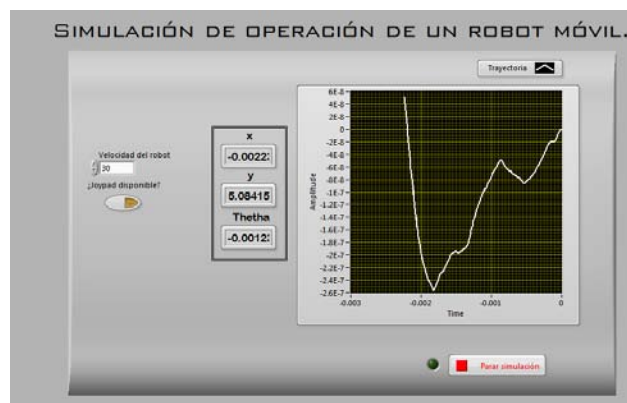 SIMULACIÓN DE OPERACIÓN DE UN ROBOT MÓVIL.
Trayectoria
Velocidad del robot
30
¿Joypad disponible?
x
-0.0022
y
5.08415
Thetha
-0.0012
Amplitude
6E-8
4E-8
2E-8
0
-2E-8
-4E-8
-6E-8
-8E-8
-1E-7
-1.2E-7
-1.4E-7
-1.6E-7
-1.8E-7
-2E-7
-2.2E-7
-2.4E-7
-2.6E-7
-0.003
-0.002
-0.001
0
Time
Parar simulación